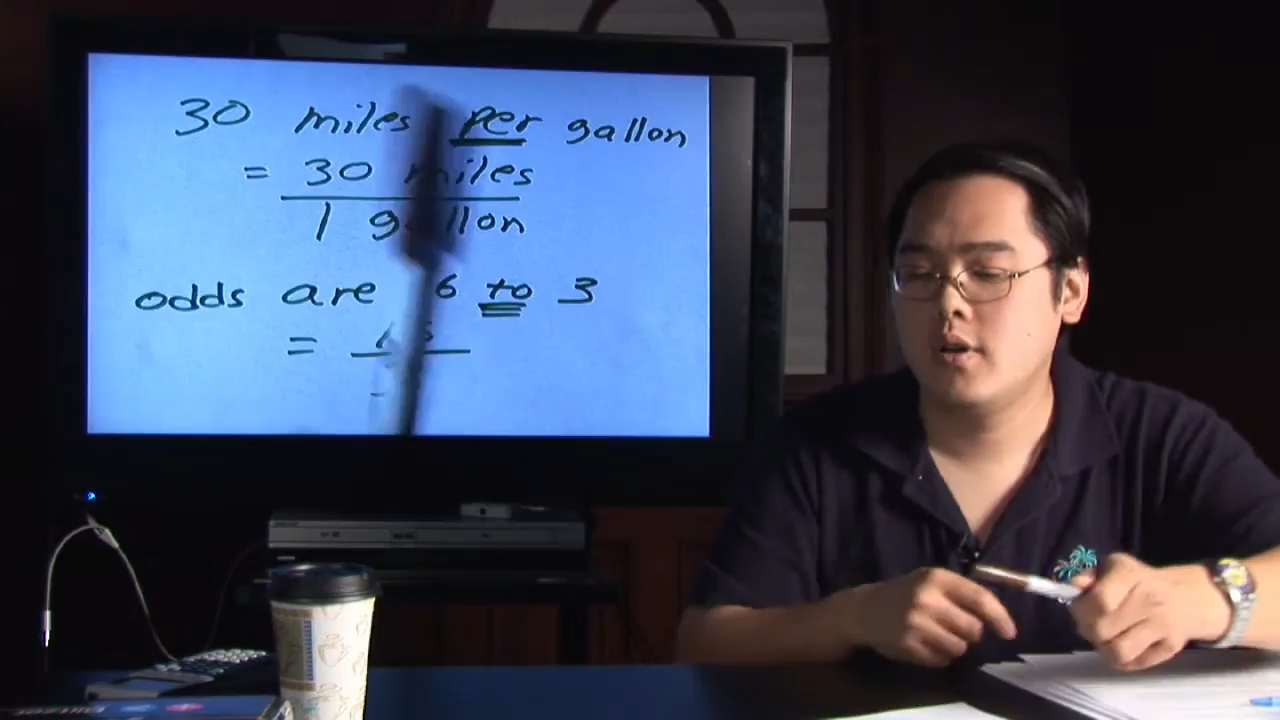 30 miles per gallon
= 30 miles
1 gallon
odds are 6 to 3
=